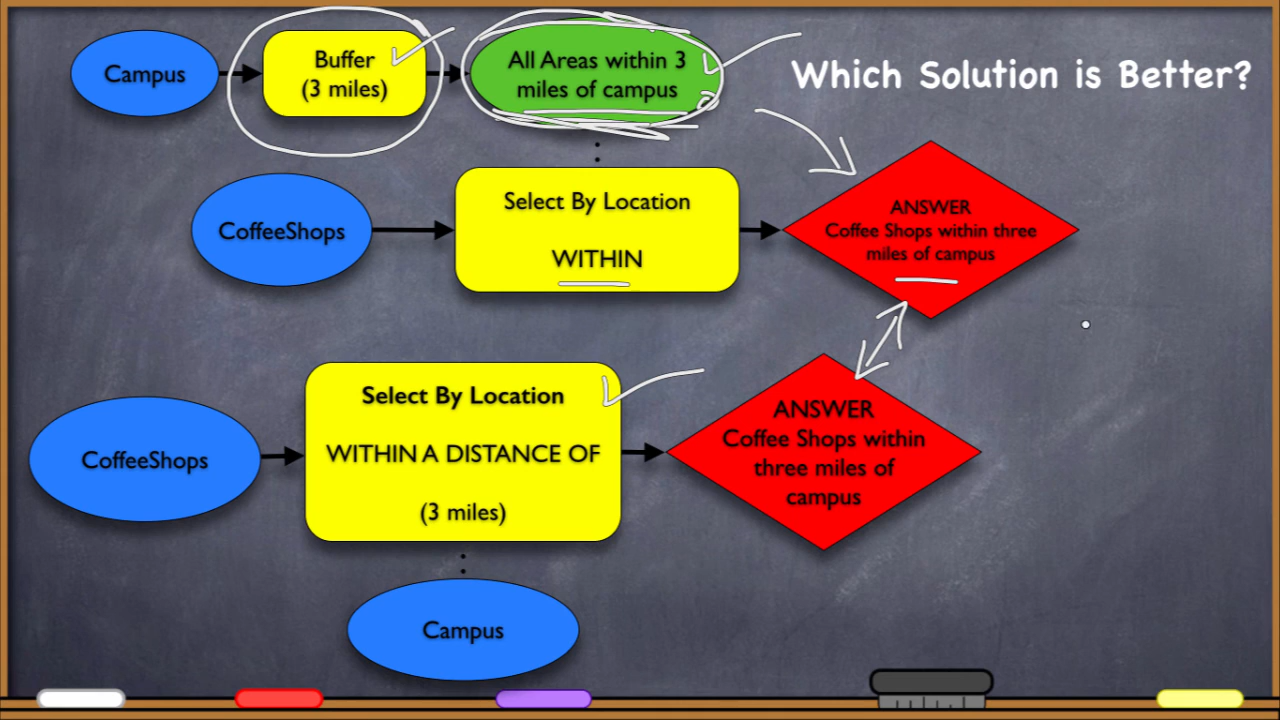 Which Solution is Better?
Campus
Buffer
(3 miles)
All Areas within 3
miles of campus
CoffeeShops
Select By Location
WITHIN
ANSWER
Coffee Shops within three
miles of campus
CoffeeShops
Select By Location
WITHIN A DISTANCE OF
(3 miles)
ANSWER
Coffee Shops within
three miles of
campus
Campus